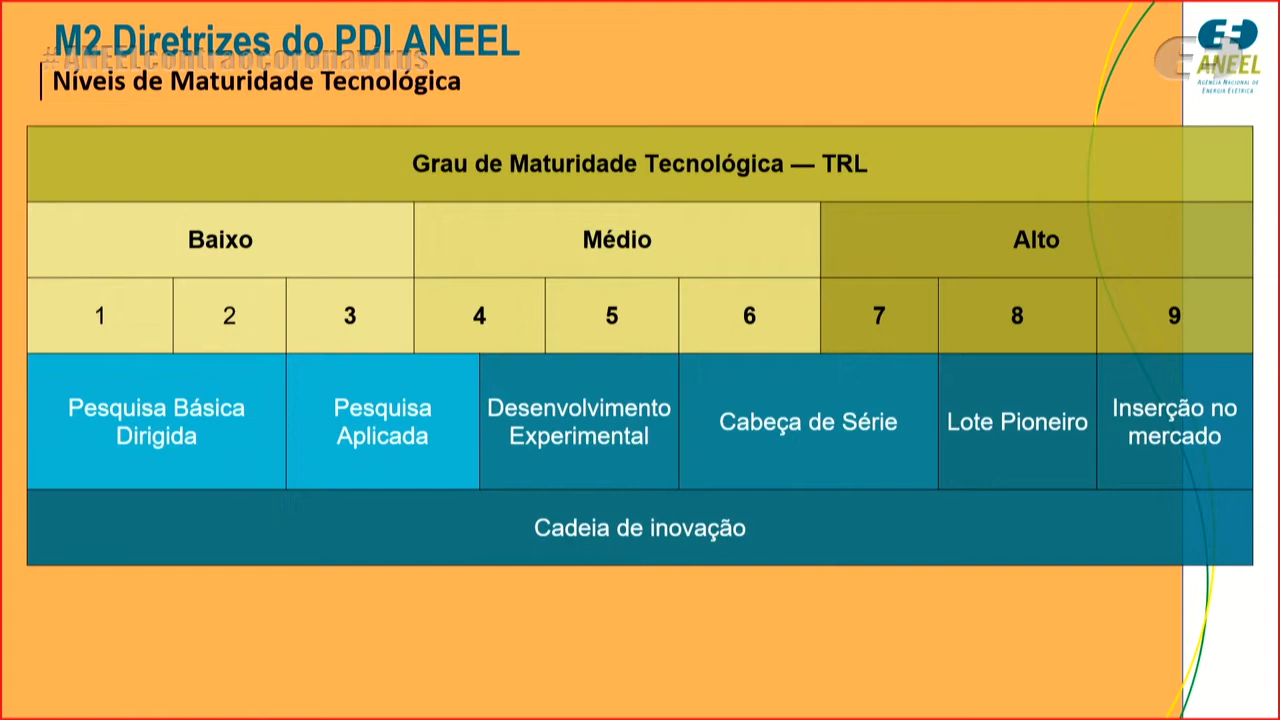 M2 Diretrizes do PDI ANEEL
#ANEELcontraocoronavirus
Níveis de Maturidade Tecnológica
ANEEL
AGÊNCIA NACIONAL DE
ENERGIA ELÉTRICA
Grau de Maturidade Tecnológica — TRL
Baixo Médio Alto
1 2 3 4 5 6 7 8 9
Pesquisa Básica
Dirigida
Pesquisa
Aplicada
Desenvolvimento
Experimental
Cabeça de Série
Lote Pioneiro
Inserção no
mercado
Cadeia de inovação